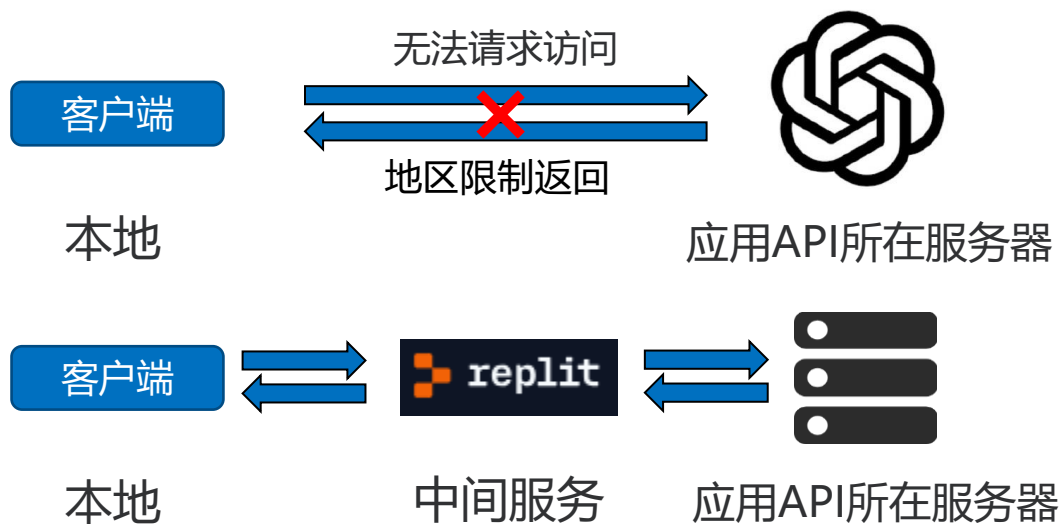 无法请求访问
客户端
地区限制返回
本地
应用API所在服务器
客户端
replit
本地
中间服务
应用API所在服务器